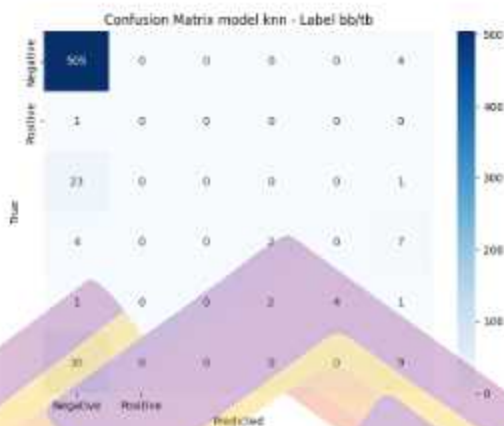 Confusion Matrix model knn - Label bb/tb
Negative
505 0 0 0 0 4
Positive
1 0 0 0 0 0
23 0 0 0 0 1
True
4 0 0 2 0 7
1 0 0 2 4 1
0 0 0 9
Negative Positive
Predicted
500
400
300
200
100
0